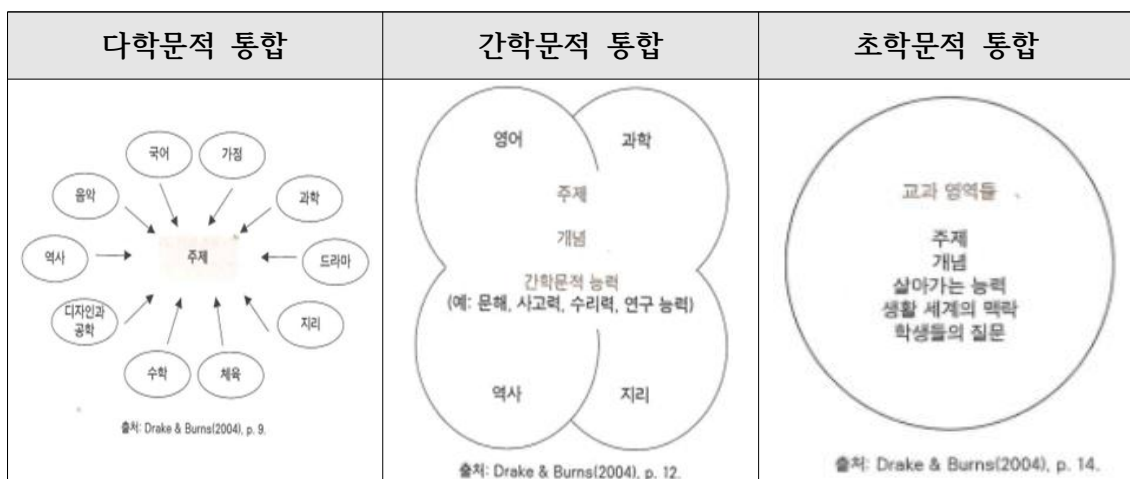 다학문적 통합
간학문적 통합
초학문적 통합
국어
가정
음악
과학
역사
주제
드라마
디자인과
공학
지리
수학
체육
출처: Drake & Burns(2004), p. 9.
영어
과학
주제
개념
간학문적 능력
(예: 문해, 사고력, 수리력, 연구 능력)
역사
지리
출처: Drake & Burns(2004), p. 12.
교과 영역들
주제
개념
살아가는 능력
생활 세계의 맥락
학생들의 질문
출처: Drake & Burns(2004), p. 14.